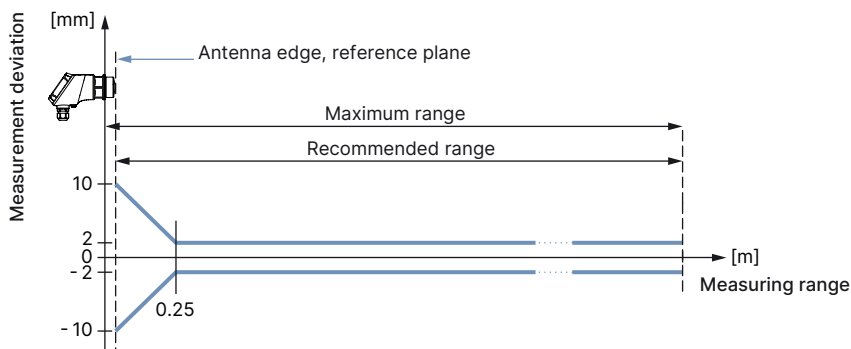 [mm]
Measurement deviation
Antenna edge, reference plane
Maximum range
Recommended range
10
2
0
- 2
- 10
0.25
[m]
Measuring range